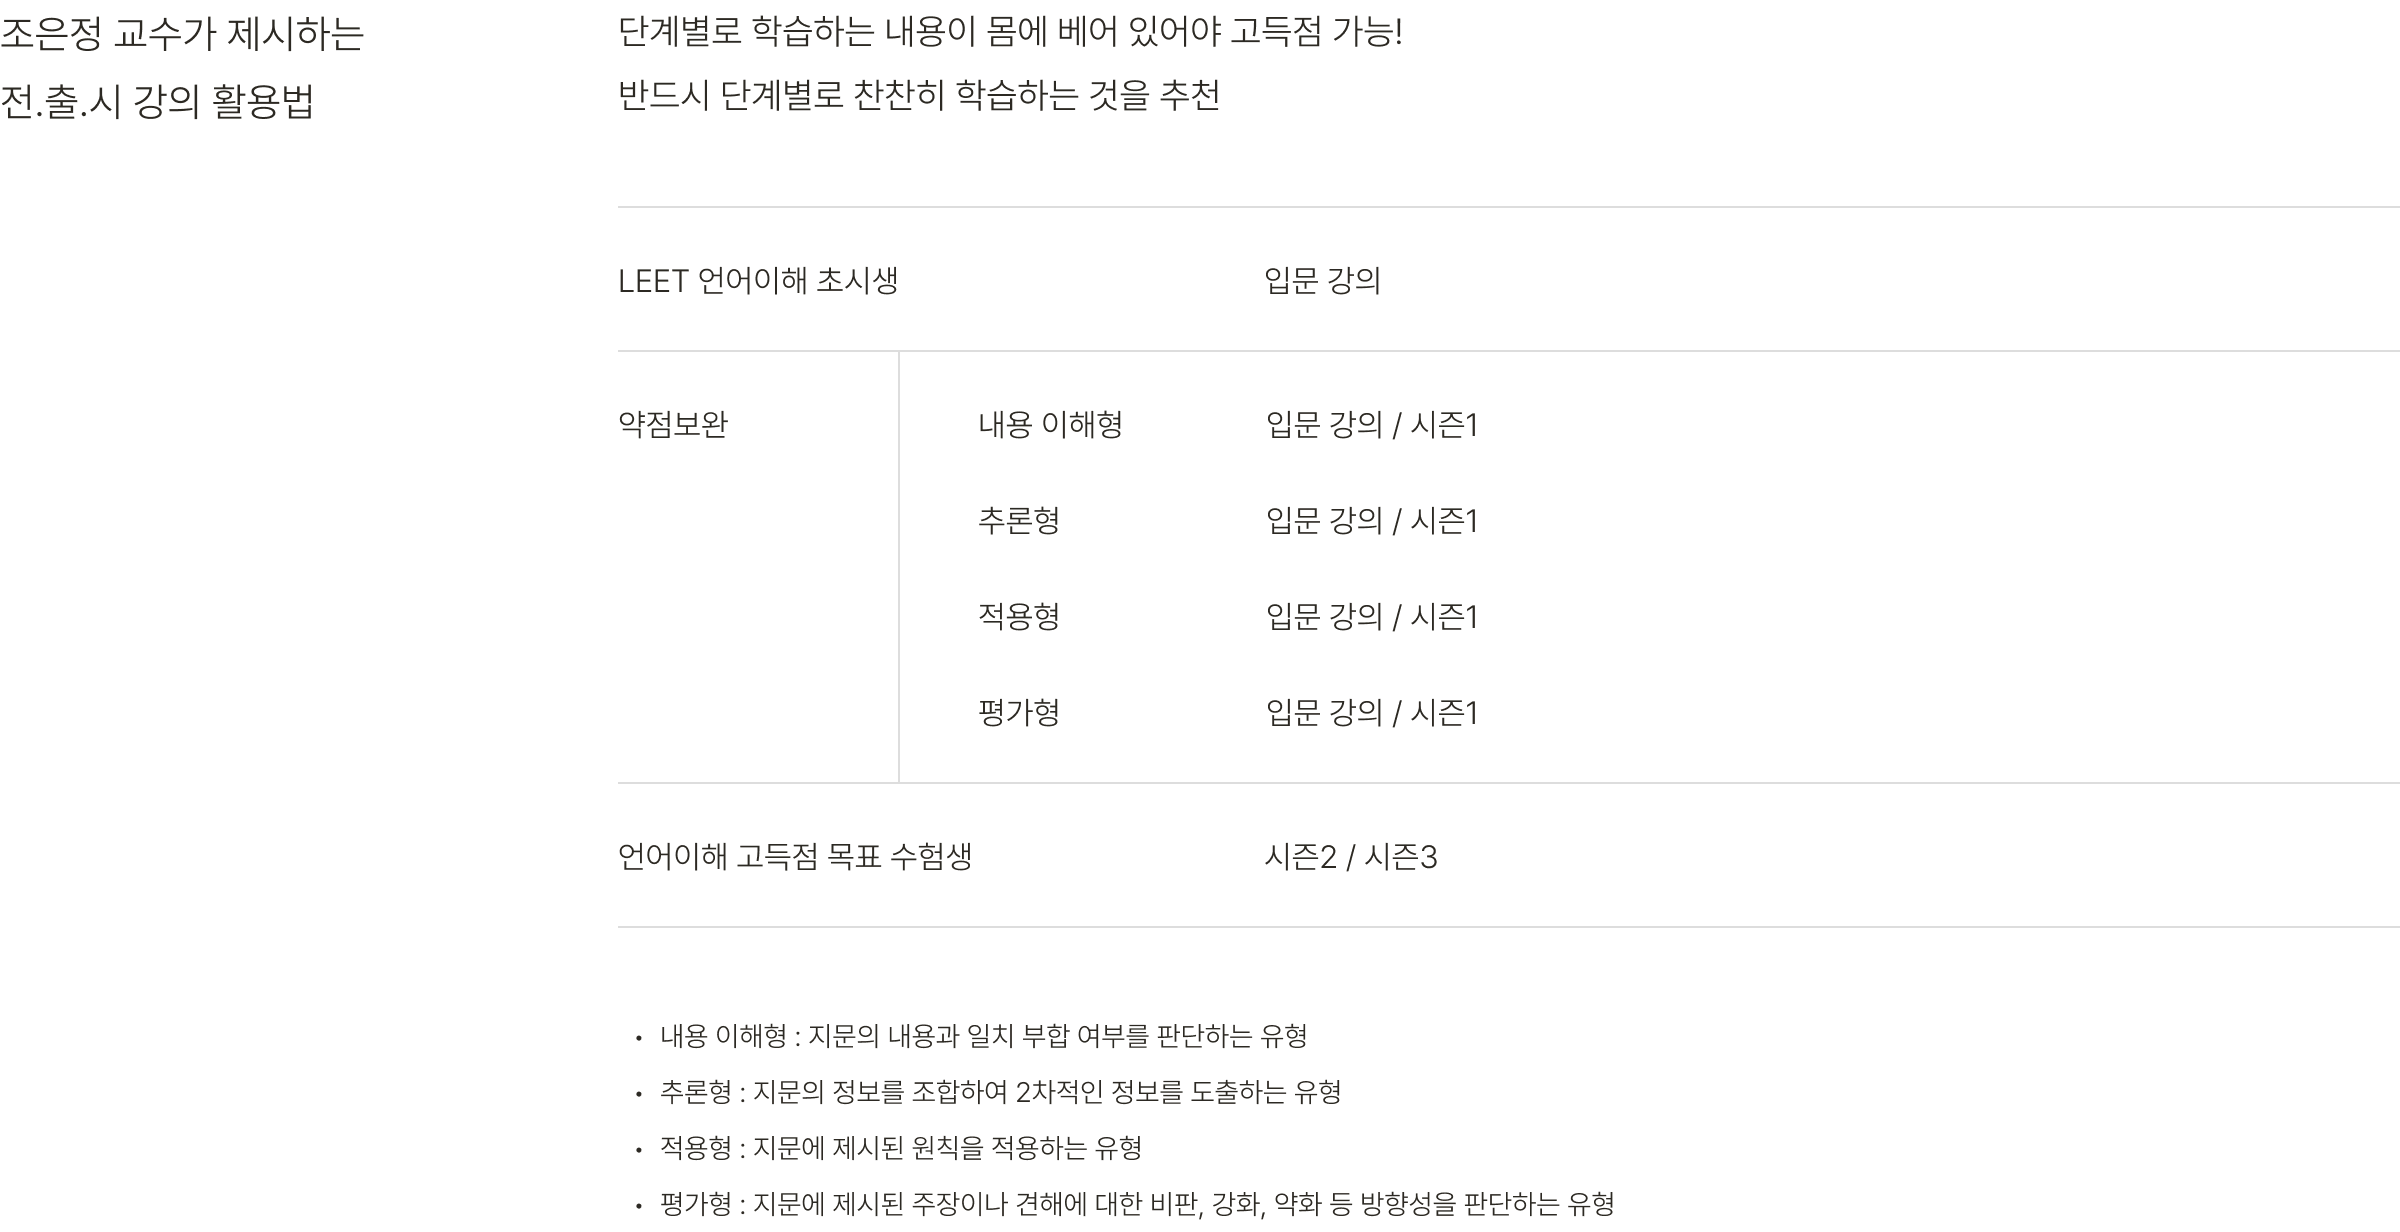 조은정 교수가 제시하는
전.출.시 강의 활용법
단계별로 학습하는 내용이 몸에 베어 있어야 고득점 가능!
반드시 단계별로 찬찬히 학습하는 것을 추천
LEET 언어이해 초시생 입문 강의
약점보완 내용 이해형 입문 강의 / 시즌1
추론형 입문 강의 / 시즌1
적용형 입문 강의 / 시즌1
평가형 입문 강의 / 시즌1
언어이해 고득점 목표 수험생 시즌2 / 시즌3
• 내용 이해형 : 지문의 내용과 일치 부합 여부를 판단하는 유형
• 추론형 : 지문의 정보를 조합하여 2차적인 정보를 도출하는 유형
• 적용형 : 지문에 제시된 원칙을 적용하는 유형
• 평가형 : 지문에 제시된 주장이나 견해에 대한 비판, 강화, 약화 등 방향성을 판단하는 유형